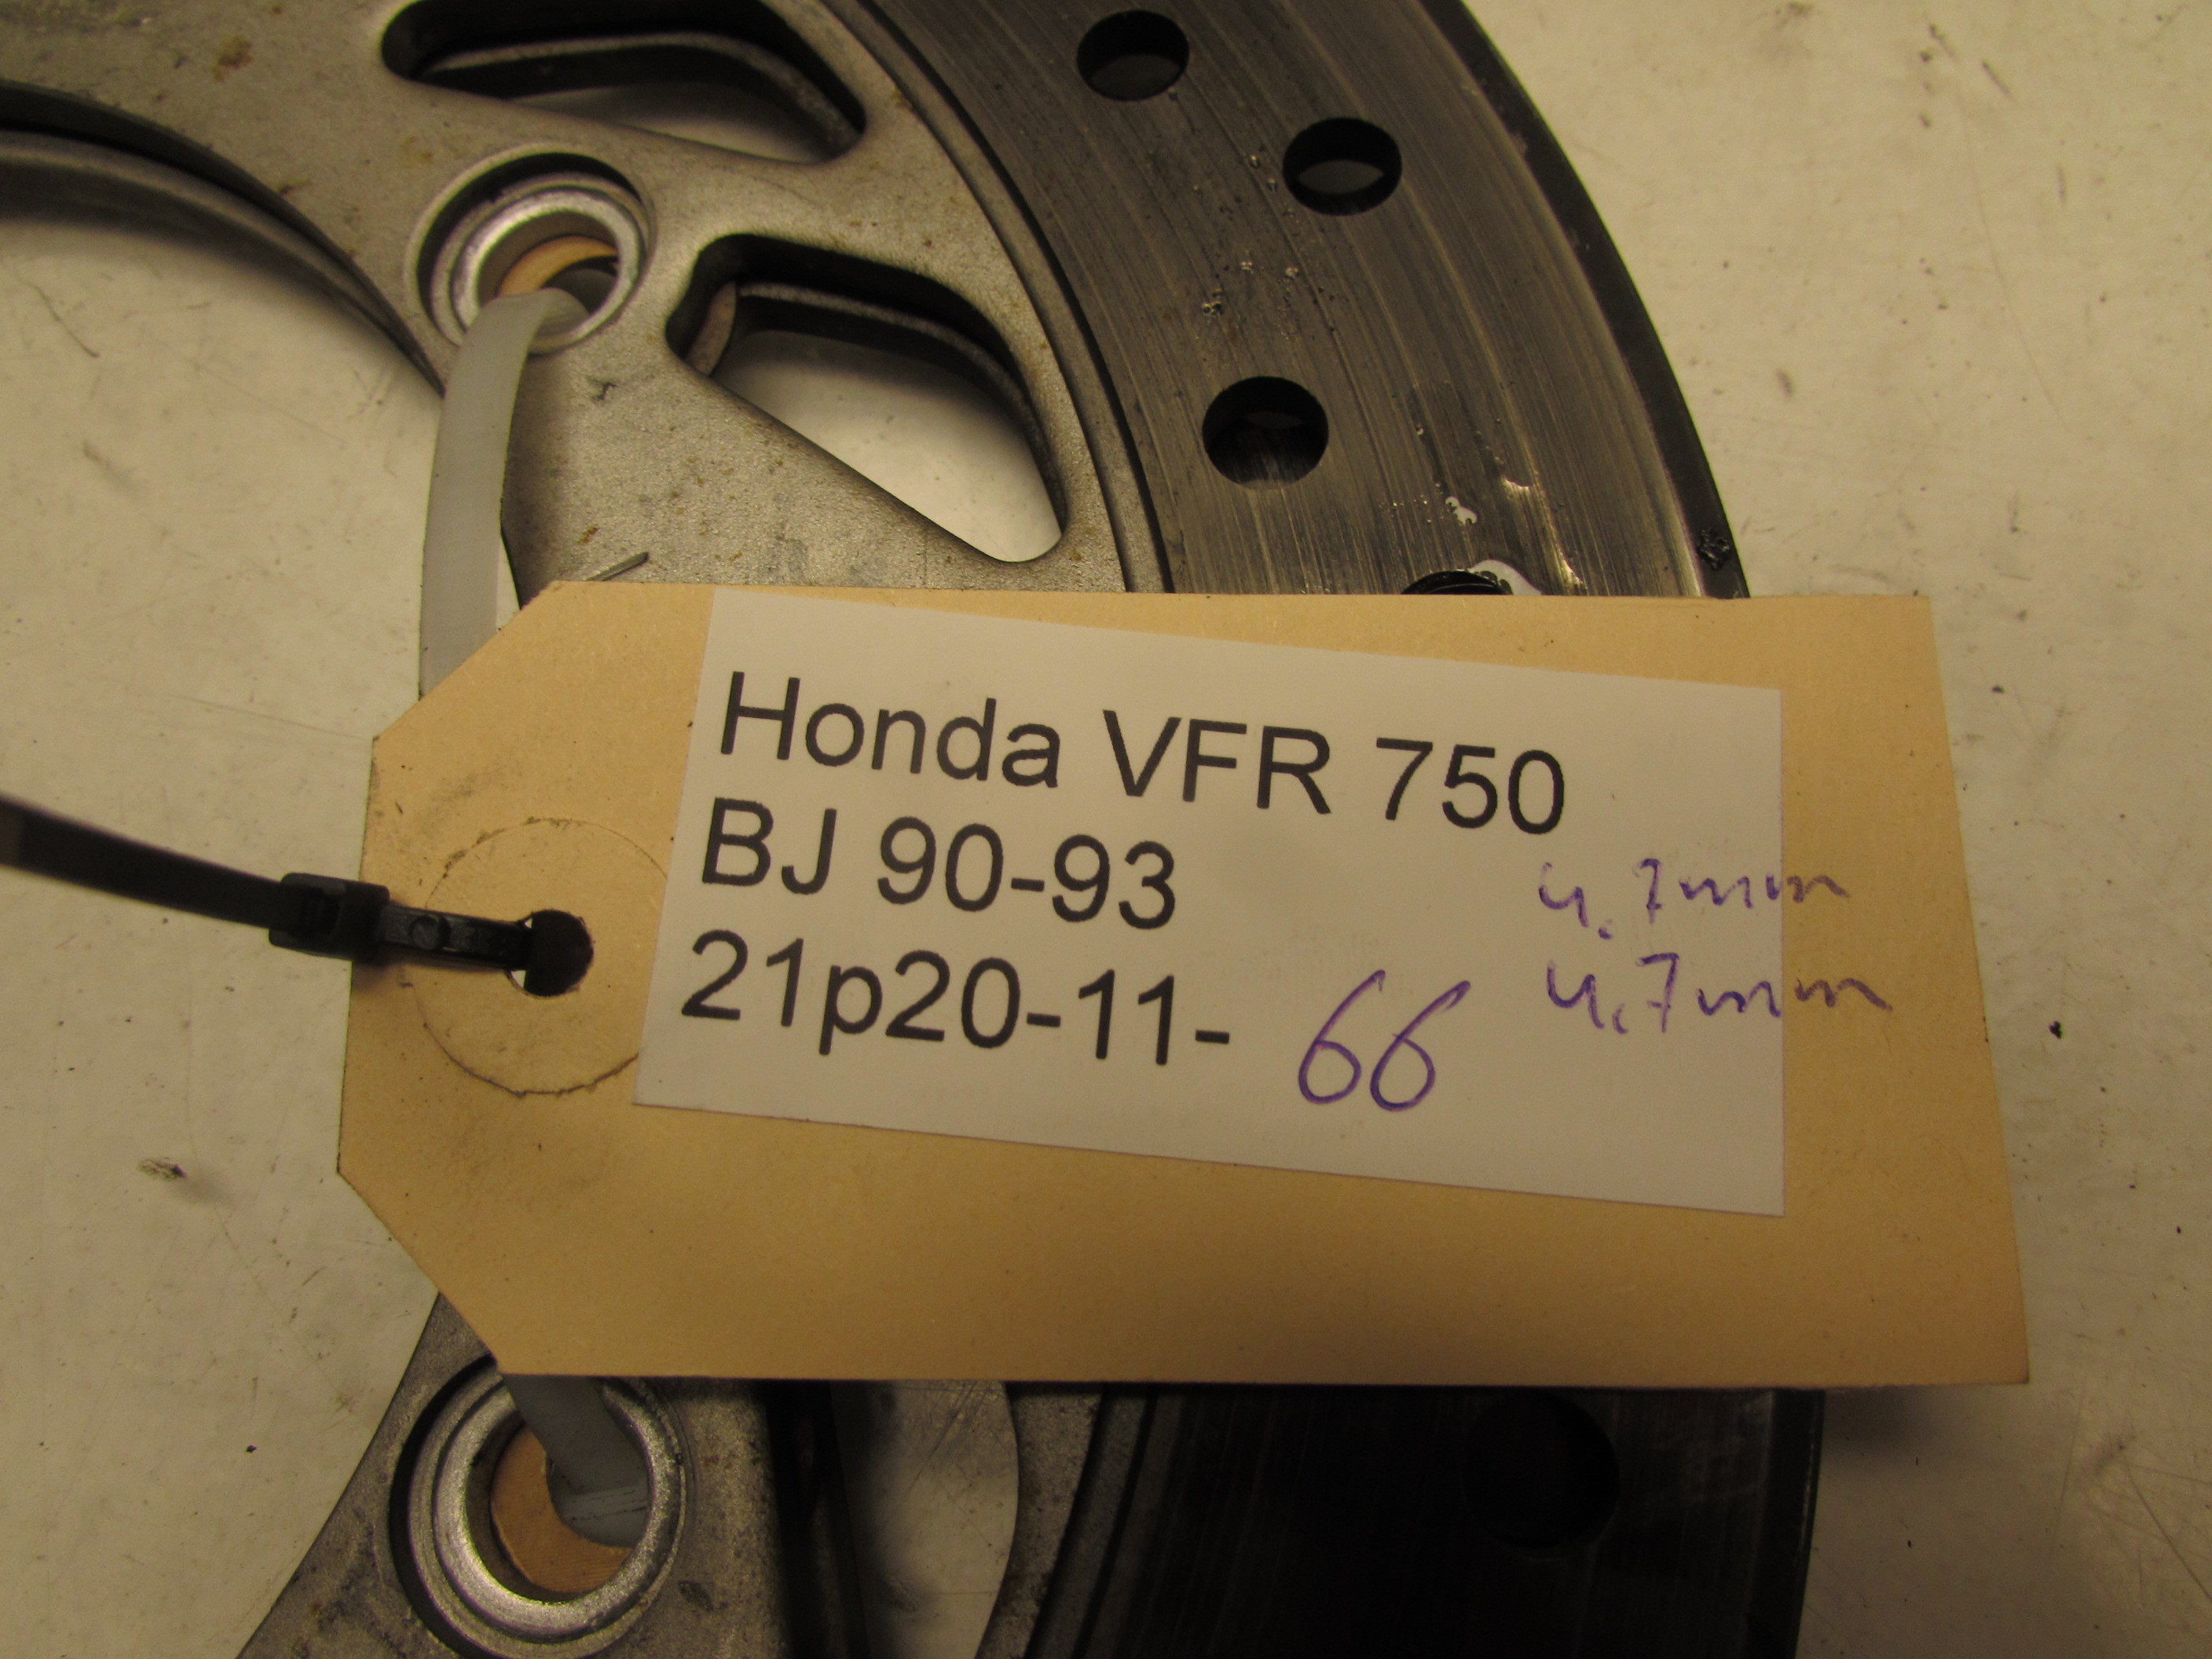 Honda VFR 750
BJ 90-93
4.7mm
4.7mm
21p20-11- 66